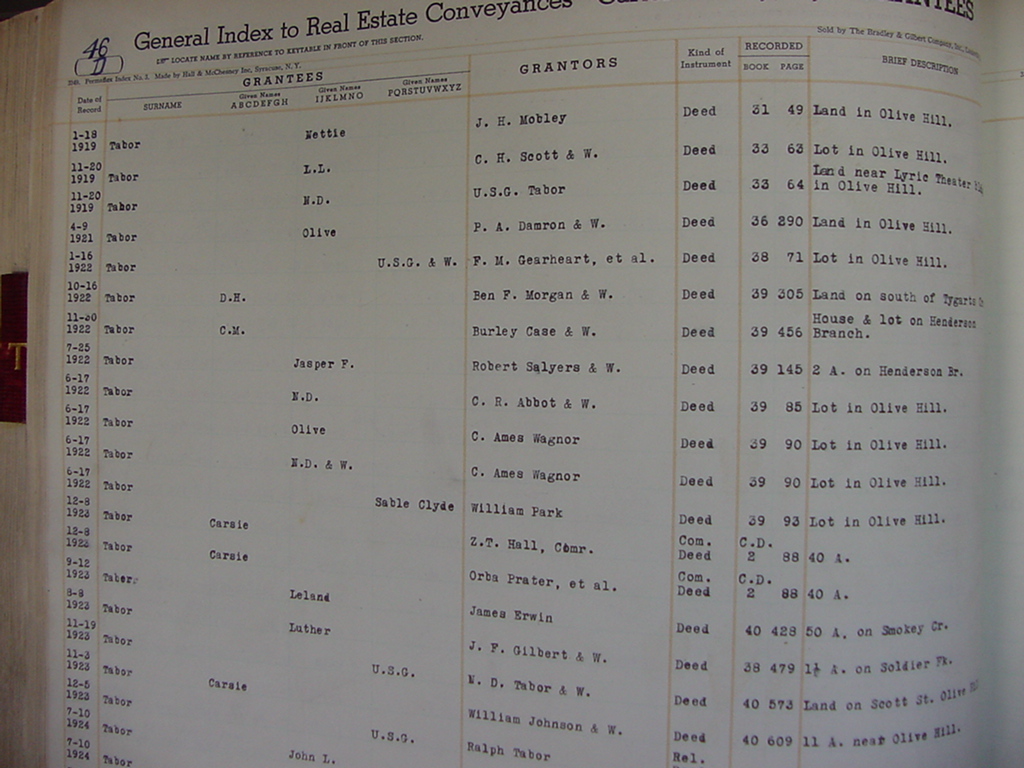 46
D
General Index to Real Estate Conveyances
GRANTEES
LOCATE NAME BY REFERENCE TO KEYTABLE IN FRONT OF THIS SECTION.
Sold by The Bradley & Gilbert Company, Inc.
Index No. 3. Made by Hall & McChesney Inc, Syracuse, N. Y.
GRANTEES GRANTORS Kind of Instrument RECORDED BRIEF DESCRIPTION
Date of Record SURNAME Given Names ABCDEFGH Given Names IJKLMNO Given Names PQRSTUVWXYZ BOOK PAGE
1-18
1919 Tabor Nettie J. H. Mobley Deed 31 49 Land in Olive Hill.
11-20
1919 Tabor L.L. C. H. Scott & W. Deed 33 63 Lot in Olive Hill.
11-20 Land near Lyric Theater
1919 Tabor N.D. U.S.G. Tabor Deed 33 64 in Olive Hill.
4-9
1921 Tabor Olive P. A. Damron & W. Deed 36 290 Land in Olive Hill.
1-16
1922 Tabor U.S.G. & W. F. M. Gearheart, et al. Deed 38 71 Lot in Olive Hill.
10-16
1922 Tabor D.H. Ben F. Morgan & W. Deed 39 305 Land on south of Tygarts
11-30 House & lot on Henderson
1922 Tabor C.M. Burley Case & W. Deed 39 456 Branch.
7-25
1922 Tabor Jasper F. Robert Salyers & W. Deed 39 145 2 A. on Henderson Br.
6-17
1922 Tabor N.D. C. R. Abbot & W. Deed 39 85 Lot in Olive Hill.
6-17
1922 Tabor Olive C. Ames Wagnor Deed 39 90 Lot in Olive Hill.
6-17
1922 Tabor N.D. & W. C. Ames Wagnor Deed 39 90 Lot in Olive Hill.
6-17
1922 Tabor Sable Clyde William Park Deed 39 93 Lot in Olive Hill.
12-8 Com. C.D.
1923 Tabor Carsie Z.T. Hall, Comr. Deed 2 88 40 A.
12-8 Com. C.D.
1922 Tabor Carsie Orba Prater, et al. Deed 2 88 40 A.
9-12
1923 Taber. Leland James Erwin Deed 40 428 50 A. on Smokey Cr.
8-8
1923 Tabor Luther J. F. Gilbert & W. Deed 38 479 1½ A. on Soldier Fk.
11-19
1923 Tabor U.S.G. N. D. Tabor & W. Deed 40 573 Land on Scott St. Olive
11-3
1923 Tabor Carsie William Johnson & W. Deed 40 609 11 A. near Olive Hill.
12-5
1923 Tabor U.S.G. Ralph Tabor Rel.
7-10
1924 Tabor John L.
7-10
1924 Tabor
T